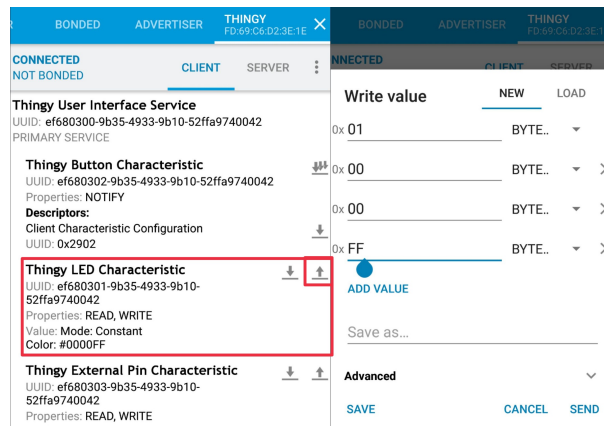 R BONDED ADVERTISER THINGY
FD:69:C6:D2:3E:1E
CONNECTED
NOT BONDED
CLIENT SERVER
Thingy User Interface Service
UUID: ef680300-9b35-4933-9b10-52ffa9740042
PRIMARY SERVICE
Thingy Button Characteristic
UUID: ef680302-9b35-4933-9b10-52ffa9740042
Properties: NOTIFY
Descriptors:
Client Characteristic Configuration
UUID: 0x2902
Thingy LED Characteristic
UUID: ef680301-9b35-4933-9b10-
52ffa9740042
Properties: READ, WRITE
Value: Mode: Constant
Color: #0000FF
Thingy External Pin Characteristic
UUID: ef680303-9b35-4933-9b10-
52ffa9740042
Properties: READ, WRITE
BONDED ADVERTISER THINGY
FD:69:C6:D2:3E:1
NNECTED
CLIENT SERVER
Write value NEW LOAD
0x 01 BYTE..
0x 00 BYTE..
0x 00 BYTE..
0x FF BYTE..
ADD VALUE
Save as...
Advanced
SAVE CANCEL SEND